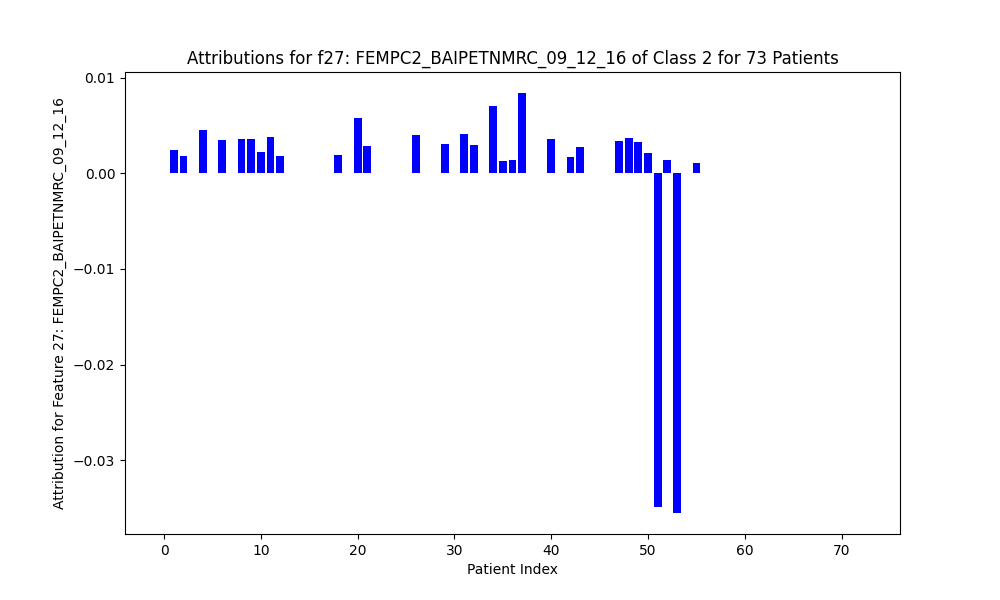 Attributions for f27: FEMPC2_BAIPETNMRC_09_12_16 of Class 2 for 73 Patients
Attribution for Feature 27: FEMPC2_BAIPETNMRC_09_12_16
0.01
0.00
−0.01
−0.02
−0.03
0 10 20 30 40 50 60 70
Patient Index